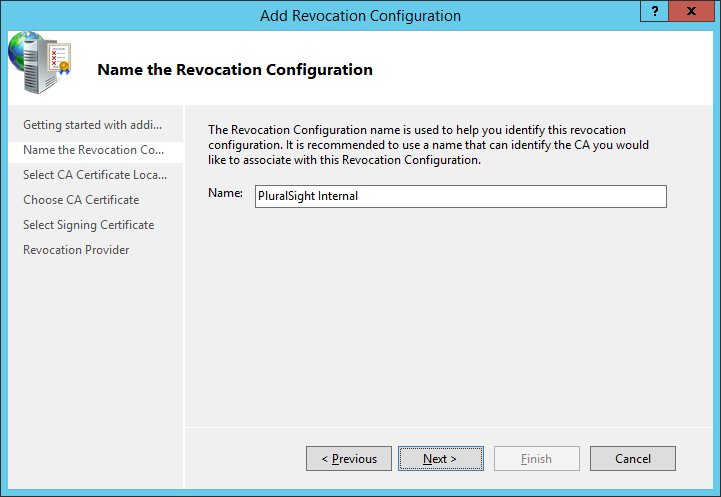 Add Revocation Configuration
? x
Name the Revocation Configuration
Getting started with addi...
Name the Revocation Co...
Select CA Certificate Loca...
Choose CA Certificate
Select Signing Certificate
Revocation Provider
The Revocation Configuration name is used to help you identify this revocation
configuration. It is recommended to use a name that can identify the CA you would
like to associate with this Revocation Configuration.
Name: PluralSight Internal
< Previous Next > Finish Cancel